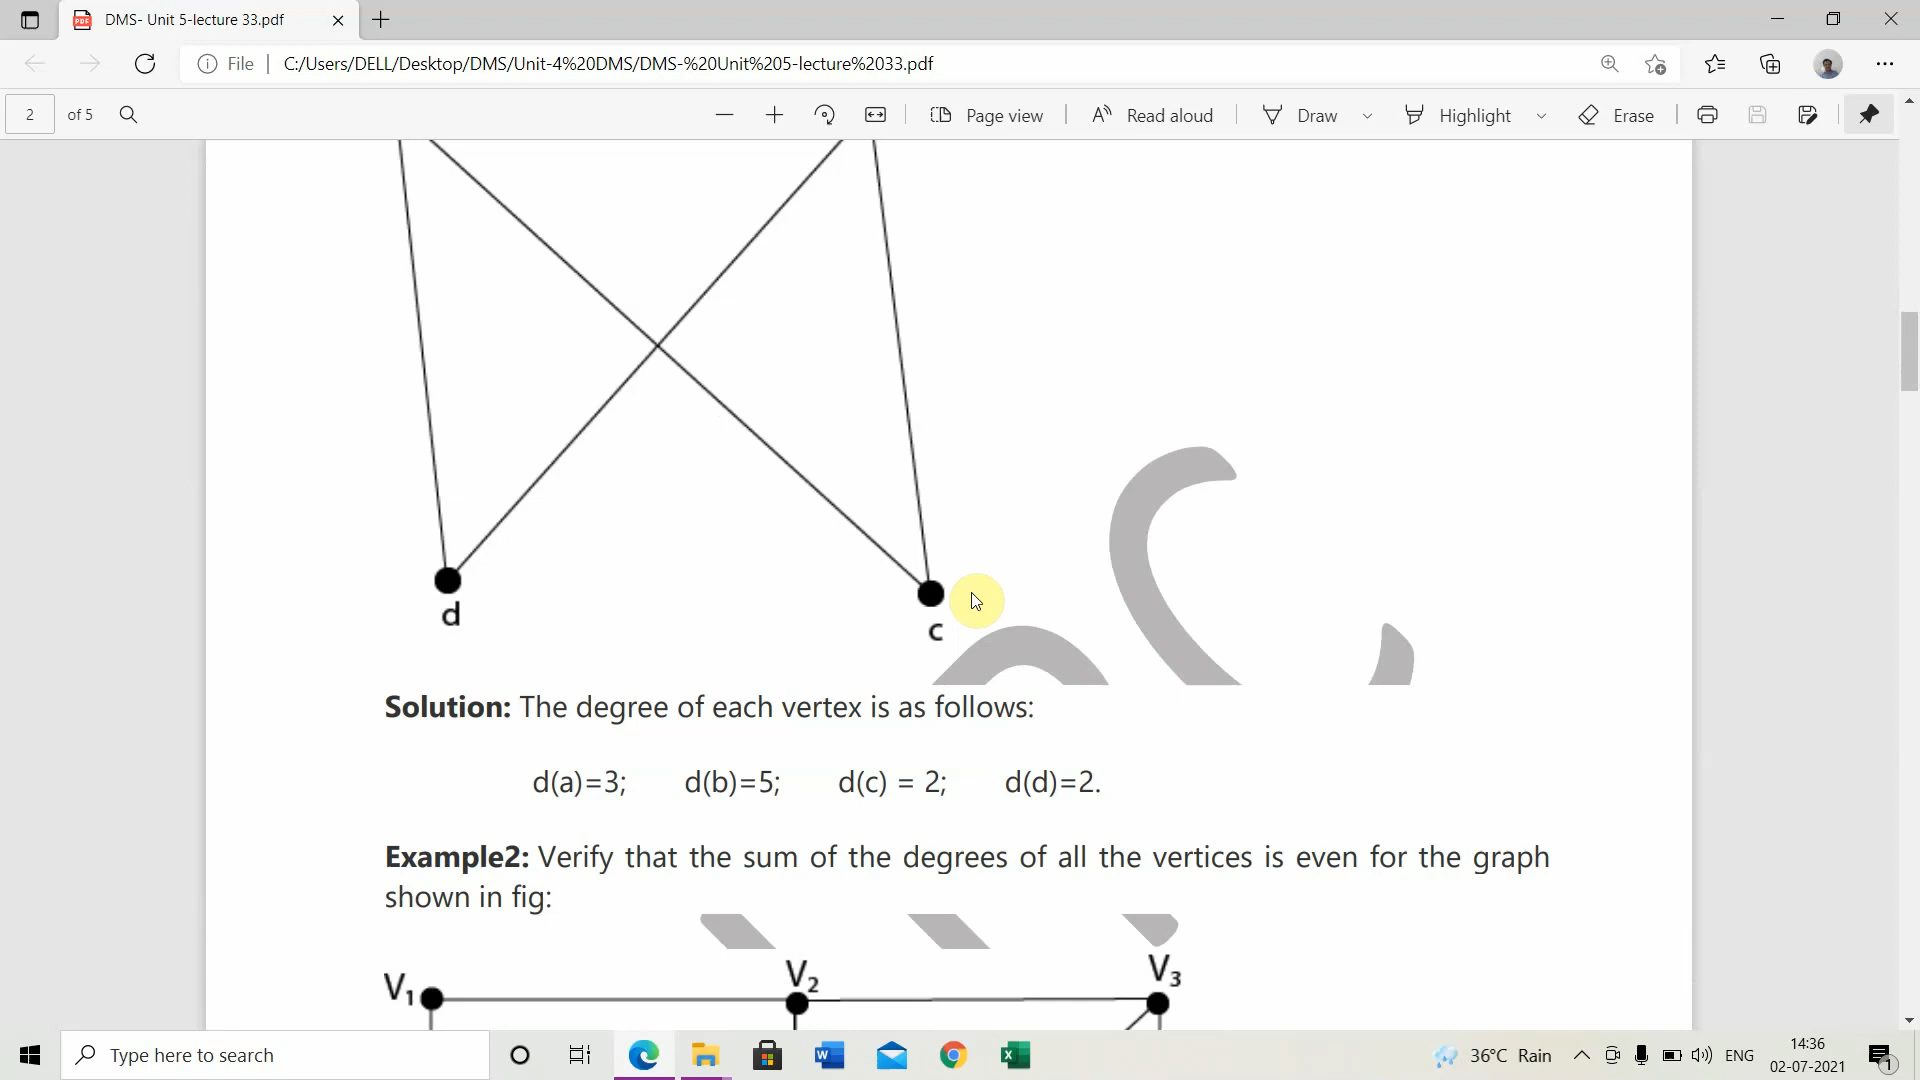 DMS- Unit 5-lecture 33.pdf
File
C:/Users/DELL/Desktop/DMS/Unit-4%20DMS/DMS-%20Unit%205-lecture%2033.pdf
2 of 5
Page view
Read aloud
Draw
Highlight
Erase
d
c
Solution: The degree of each vertex is as follows:
d(a)=3; d(b)=5; d(c) = 2; d(d)=2.
Example2: Verify that the sum of the degrees of all the vertices is even for the graph
shown in fig:
V₁ V₂ V₃
Type here to search
36°C Rain
ENG
14:36
02-07-2021
1